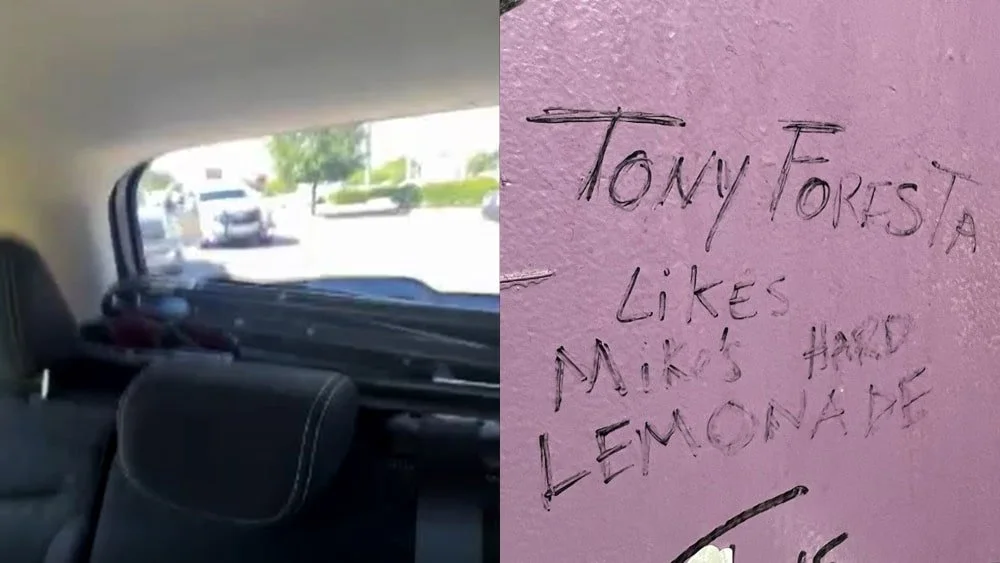 TONY FORESTA
LiKES
MiKe's HARD
LEMONADE